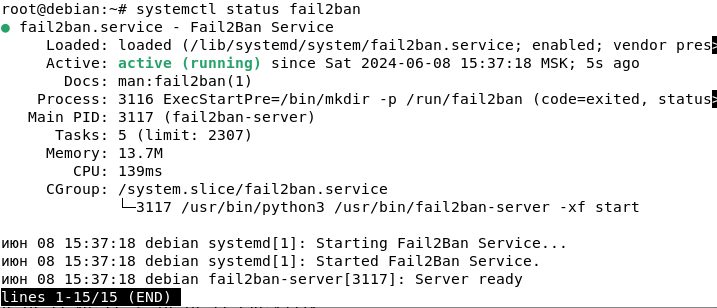 root@debian:~# systemctl status fail2ban
● fail2ban.service - Fail2Ban Service
     Loaded: loaded (/lib/systemd/system/fail2ban.service; enabled; vendor pres>
     Active: active (running) since Sat 2024-06-08 15:37:18 MSK; 5s ago
       Docs: man:fail2ban(1)
    Process: 3116 ExecStartPre=/bin/mkdir -p /run/fail2ban (code=exited, status>
   Main PID: 3117 (fail2ban-server)
      Tasks: 5 (limit: 2307)
     Memory: 13.7M
        CPU: 139ms
     CGroup: /system.slice/fail2ban.service
             └─3117 /usr/bin/python3 /usr/bin/fail2ban-server -xf start

июн 08 15:37:18 debian systemd[1]: Starting Fail2Ban Service...
июн 08 15:37:18 debian systemd[1]: Started Fail2Ban Service.
июн 08 15:37:18 debian fail2ban-server[3117]: Server ready
lines 1-15/15 (END)